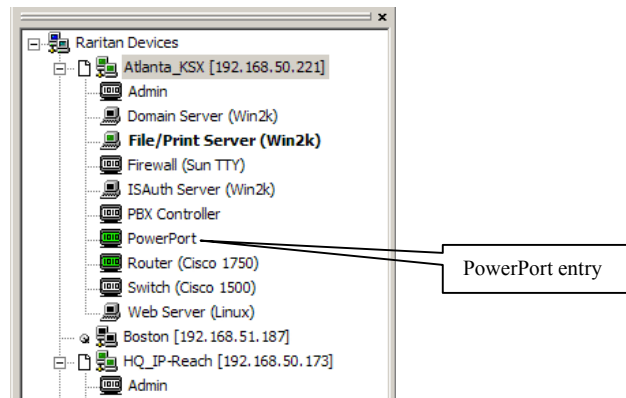 Raritan Devices
Atlanta_KSX [192.168.50.221]
Admin
Domain Server (Win2k)
File/Print Server (Win2k)
Firewall (Sun TTY)
ISAuth Server (Win2k)
PBX Controller
PowerPort
PowerPort entry
Router (Cisco 1750)
Switch (Cisco 1500)
Web Server (Linux)
Boston [192.168.51.187]
HQ_IP-Reach [192.168.50.173]
Admin